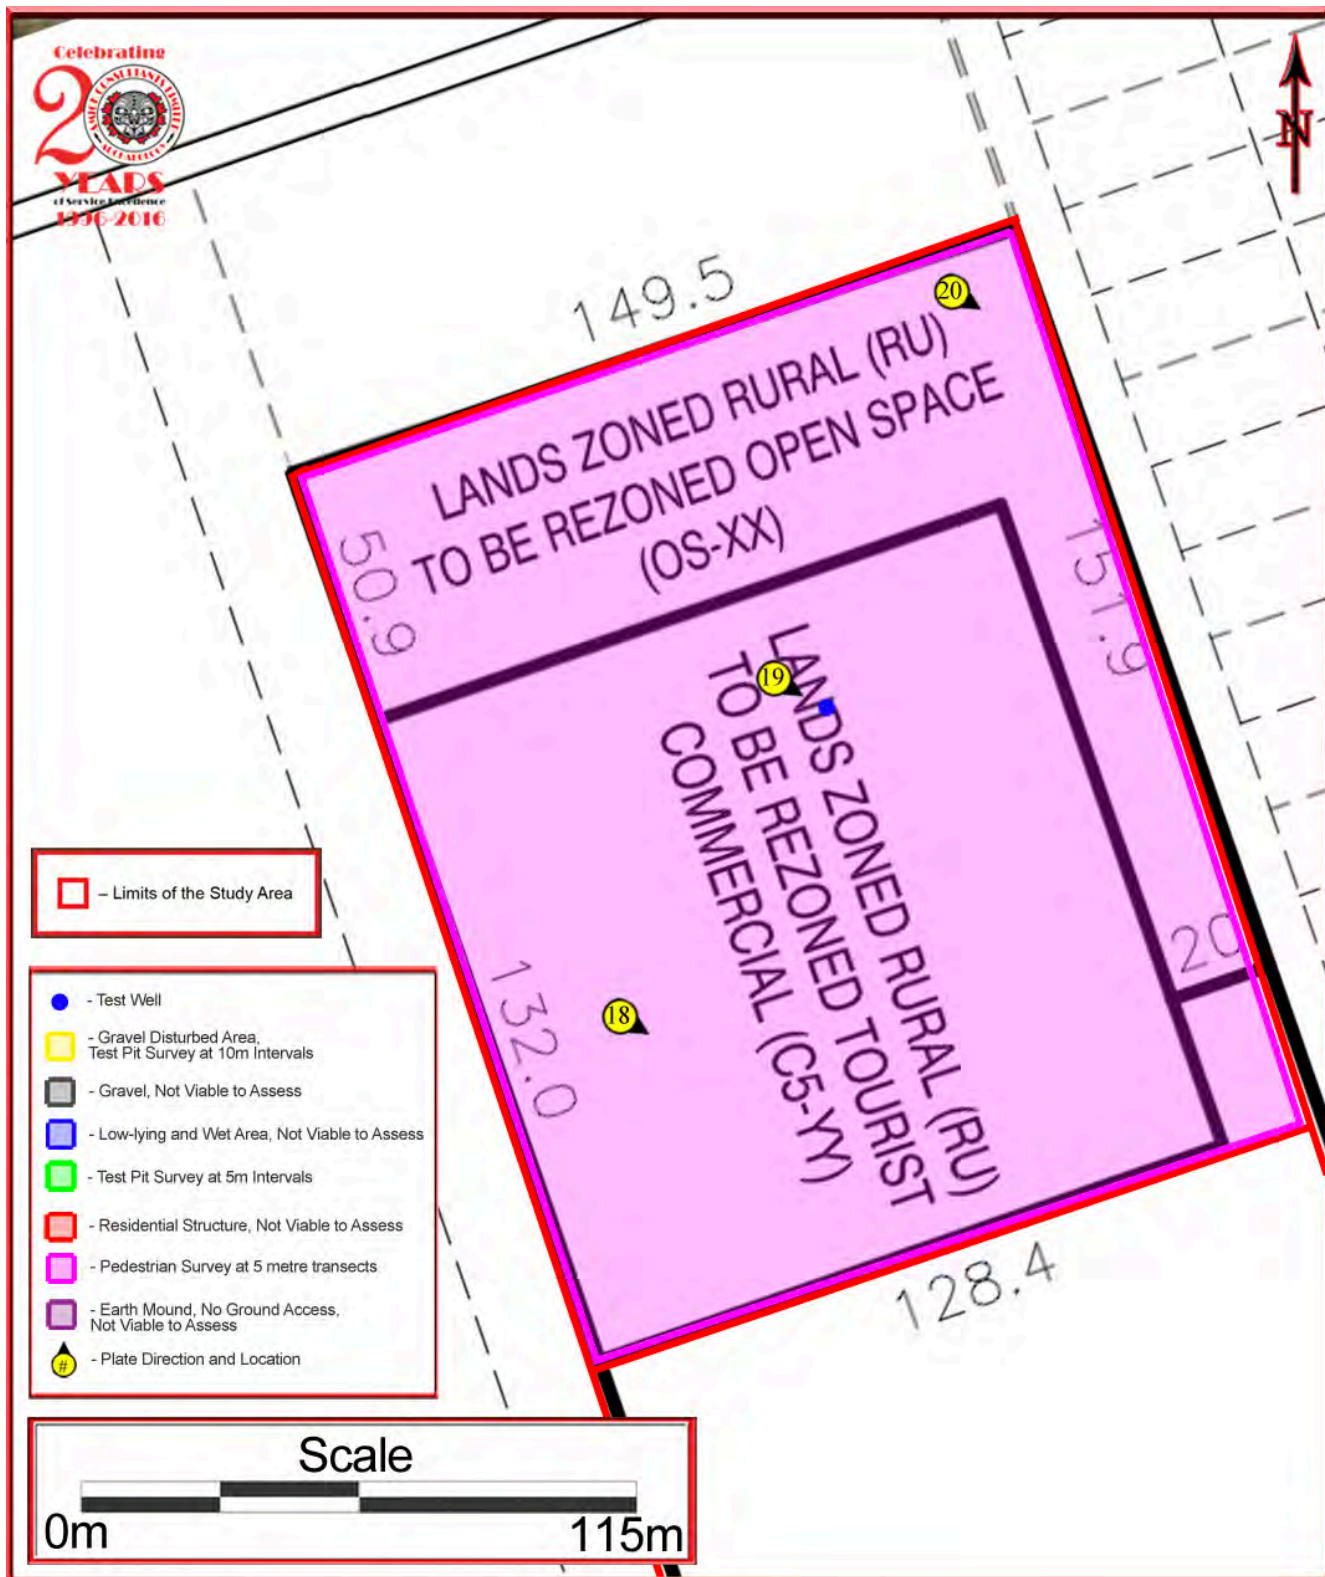 Celebrating
20
YEARS
of Service Excellence
1996-2016
N
149.5
20
LANDS ZONED RURAL (RU)
TO BE REZONED OPEN SPACE
(OS-XX)
50.9
151.9
19
LANDS ZONED RURAL (RU)
TO BE REZONED TOURIST
COMMERCIAL (C5-YY)
20
18
132.0
128.4
– Limits of the Study Area
- Test Well
- Gravel Disturbed Area,
Test Pit Survey at 10m Intervals
- Gravel, Not Viable to Assess
- Low-lying and Wet Area, Not Viable to Assess
- Test Pit Survey at 5m Intervals
- Residential Structure, Not Viable to Assess
- Pedestrian Survey at 5 metre transects
- Earth Mound, No Ground Access,
Not Viable to Assess
# - Plate Direction and Location
Scale
0m 115m